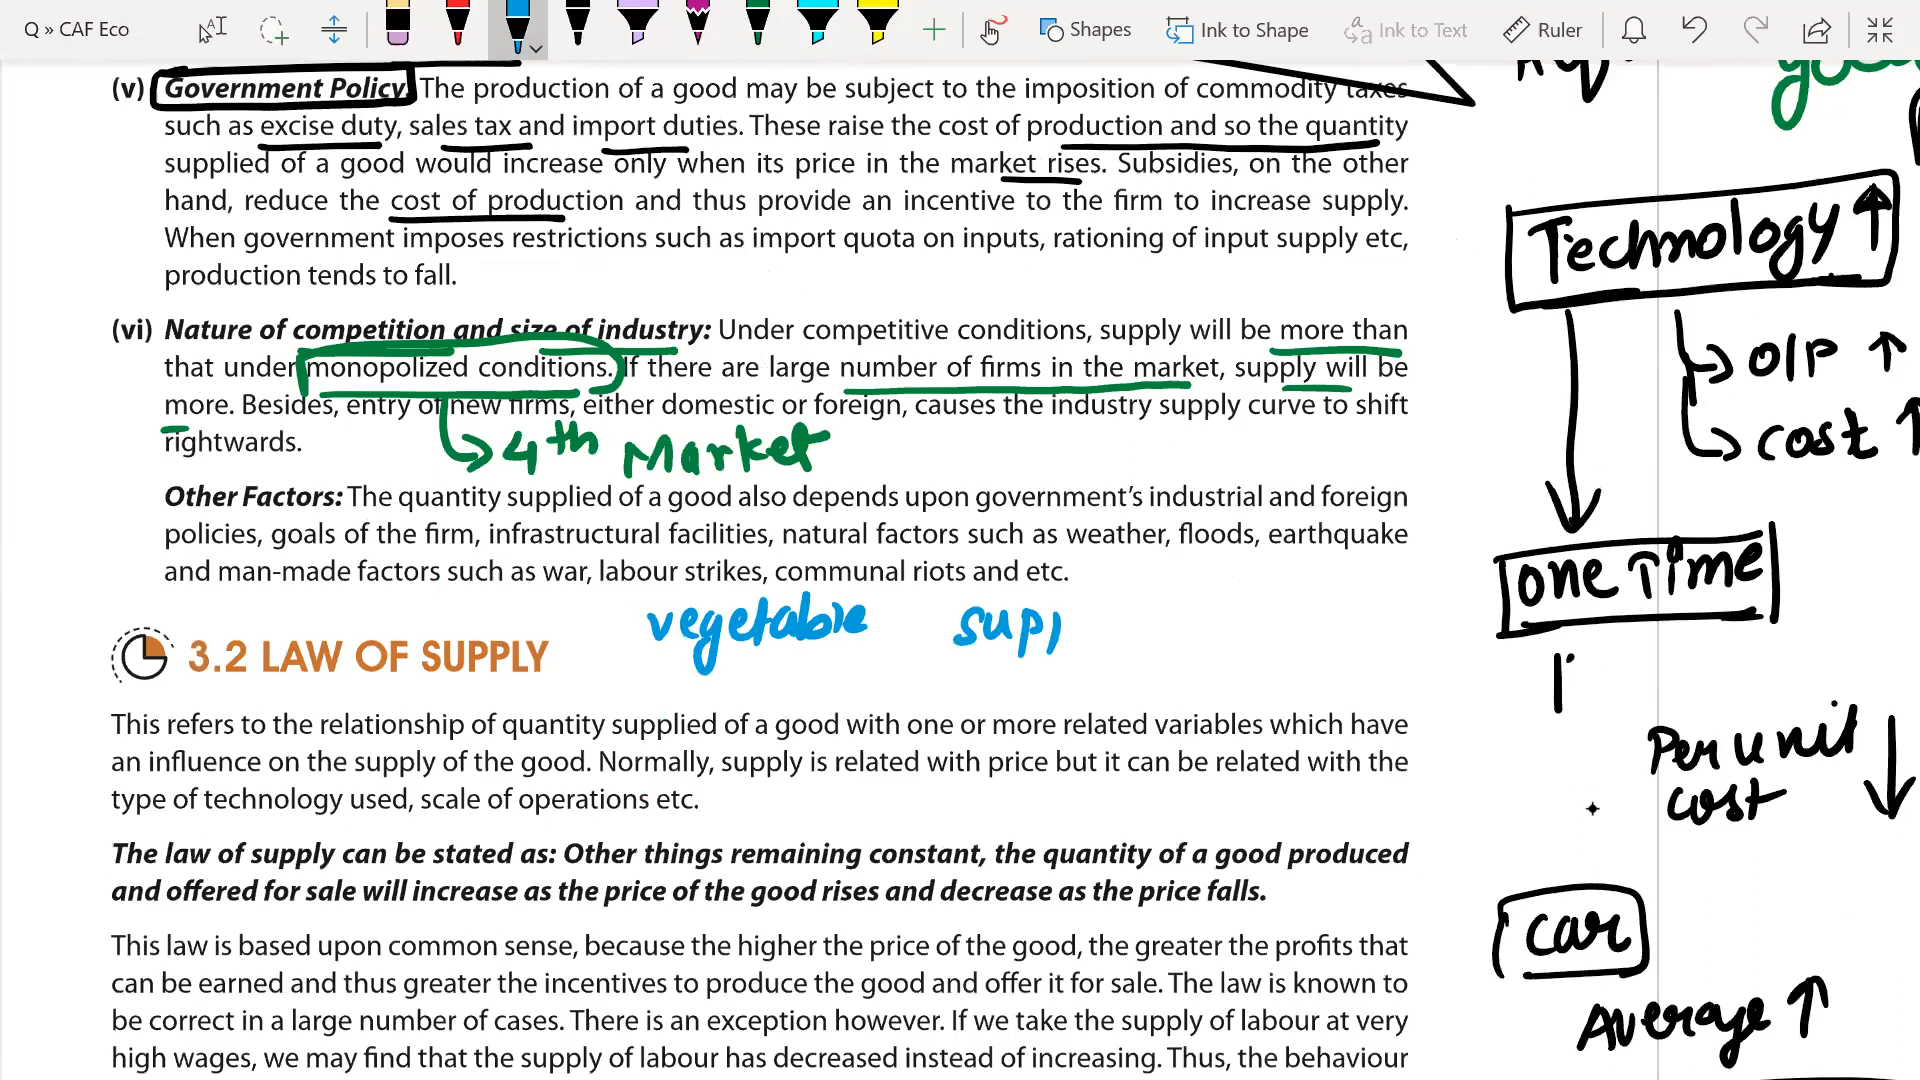 Q » CAF Eco
Shapes
Ink to Shape
Ink to Text
Ruler
(v) Government Policy: The production of a good may be subject to the imposition of commodity taxes
such as excise duty, sales tax and import duties. These raise the cost of production and so the quantity
supplied of a good would increase only when its price in the market rises. Subsidies, on the other
hand, reduce the cost of production and thus provide an incentive to the firm to increase supply.
When government imposes restrictions such as import quota on inputs, rationing of input supply etc,
production tends to fall.
(vi) Nature of competition and size of industry: Under competitive conditions, supply will be more than
that under monopolized conditions. If there are large number of firms in the market, supply will be
more. Besides, entry of new firms, either domestic or foreign, causes the industry supply curve to shift
rightwards.
4th Market
Other Factors: The quantity supplied of a good also depends upon government's industrial and foreign
policies, goals of the firm, infrastructural facilities, natural factors such as weather, floods, earthquake
and man-made factors such as war, labour strikes, communal riots and etc.
vegetable sup
3.2 LAW OF SUPPLY
This refers to the relationship of quantity supplied of a good with one or more related variables which have
an influence on the supply of the good. Normally, supply is related with price but it can be related with the
type of technology used, scale of operations etc.
The law of supply can be stated as: Other things remaining constant, the quantity of a good produced
and offered for sale will increase as the price of the good rises and decrease as the price falls.
This law is based upon common sense, because the higher the price of the good, the greater the profits that
can be earned and thus greater the incentives to produce the good and offer it for sale. The law is known to
be correct in a large number of cases. There is an exception however. If we take the supply of labour at very
high wages, we may find that the supply of labour has decreased instead of increasing. Thus, the behaviour
Technology ↑
O/P ↑
cost ↑
one Time
Per unit
cost ↓
car
Average ↑